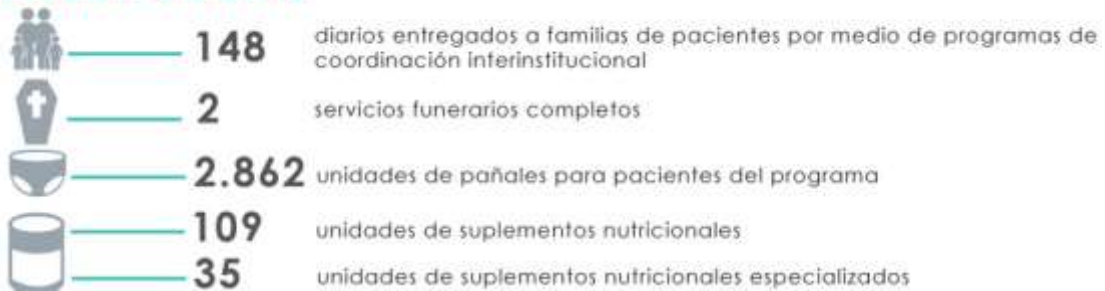 148 diarios entregados a familias de pacientes por medio de programas de
coordinación interinstitucional
2 servicios funerarios completos
2.862 unidades de pañales para pacientes del programa
109 unidades de suplementos nutricionales
35 unidades de suplementos nutricionales especializados